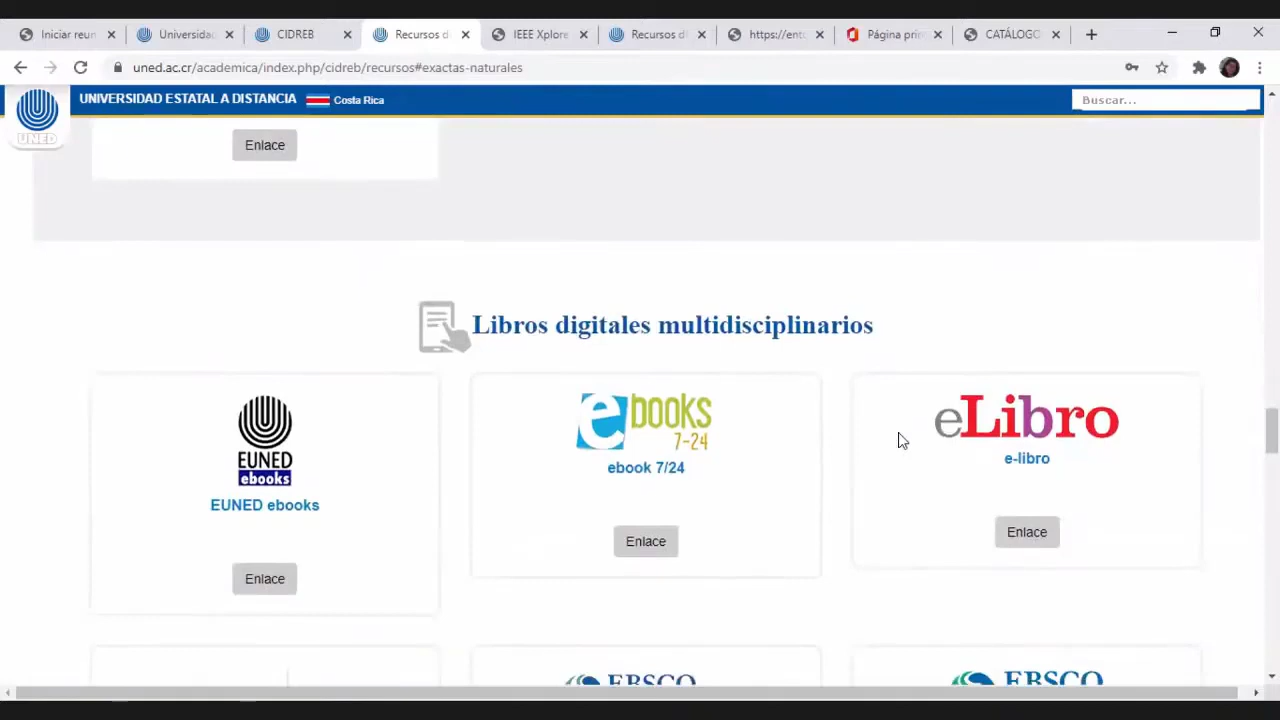 Iniciar reun
Universidad
CIDREB
Recursos d
IEEE Xplore
Recursos d
https://ento
Página prin
CATÁLOGO
uned.ac.cr/academica/index.php/cidreb/recursos#exactas-naturales
UNIVERSIDAD ESTATAL A DISTANCIA
Costa Rica
Buscar...
UNED
Enlace
Libros digitales multidisciplinarios
EUNED
ebooks
EUNED ebooks
Enlace
ebooks
7-24
ebook 7/24
Enlace
eLibro
e-libro
Enlace
EBSCO
EBSCO